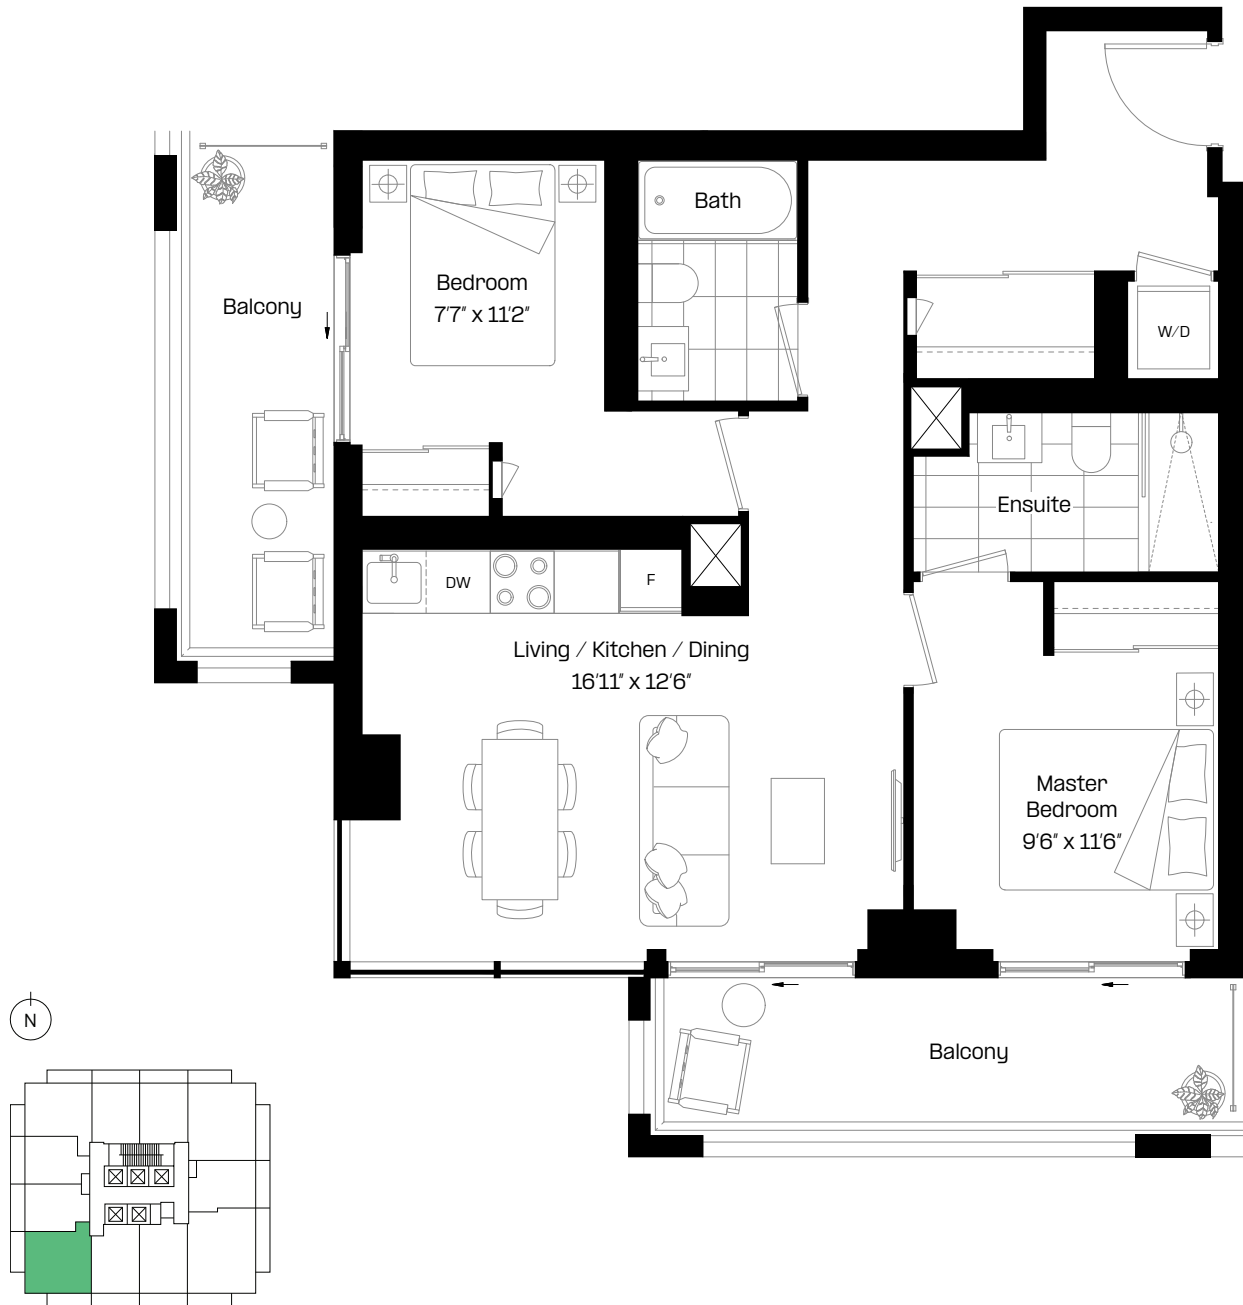 Bath
Bedroom
7'7" x 11'2"
Balcony
W/D
Ensuite
DW
F
Living / Kitchen / Dining
16'11" x 12'6"
Master
Bedroom
9'6" x 11'6"
N
Balcony